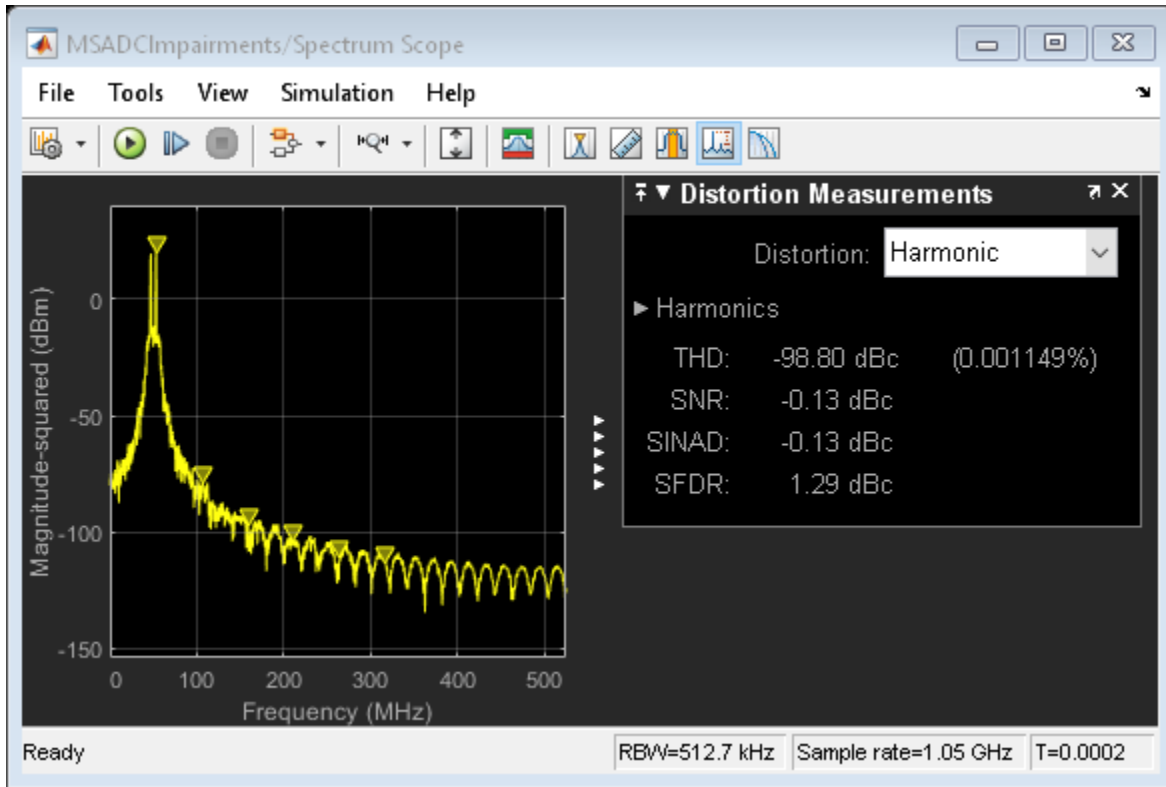 MSADCImpairments/Spectrum Scope
File Tools View Simulation Help
Distortion Measurements
Distortion: Harmonic
Harmonics
THD: -98.80 dBc (0.001149%)
SNR: -0.13 dBc
SINAD: -0.13 dBc
SFDR: 1.29 dBc
Magnitude-squared (dBm)
0
-50
-100
-150
0 100 200 300 400 500
Frequency (MHz)
Ready RBW=512.7 kHz Sample rate=1.05 GHz T=0.0002